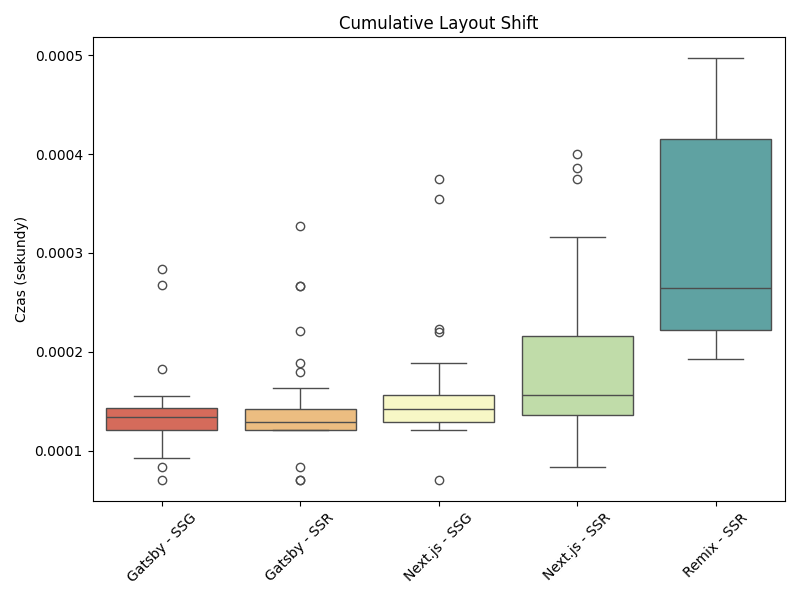 Cumulative Layout Shift
Czas (sekundy)
0.0005
0.0004
0.0003
0.0002
0.0001
Gatsby - SSG
Gatsby - SSR
Next.js - SSG
Next.js - SSR
Remix - SSR